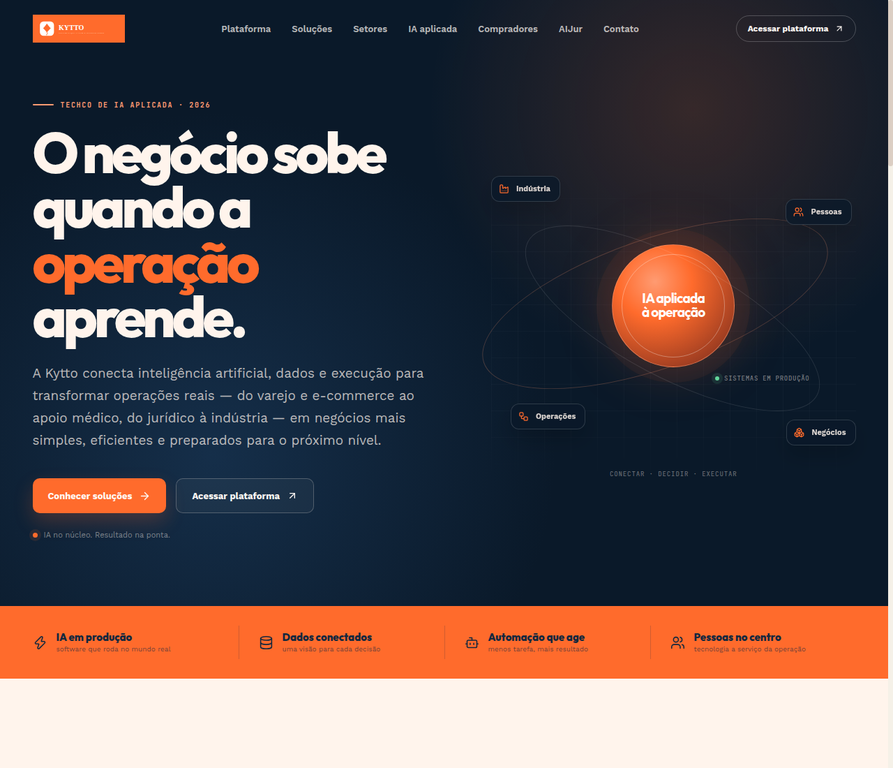 KYTTO
Plataforma Soluções Setores IA aplicada Compradores AIJur Contato
Acessar plataforma
TECHCO DE IA APLICADA · 2026
O negócio sobe
quando a
operação
aprende.
A Kytto conecta inteligência artificial, dados e execução para
transformar operações reais — do varejo e e-commerce ao
apoio médico, do jurídico à indústria — em negócios mais
simples, eficientes e preparados para o próximo nível.
Conhecer soluções
Acessar plataforma
IA no núcleo. Resultado na ponta.
Indústria
Pessoas
IA aplicada
à operação
SISTEMAS EM PRODUÇÃO
Operações
Negócios
CONECTAR · DECIDIR · EXECUTAR
IA em produção
software que roda no mundo real
Dados conectados
uma visão para cada decisão
Automação que age
menos tarefa, mais resultado
Pessoas no centro
tecnologia a serviço da operação